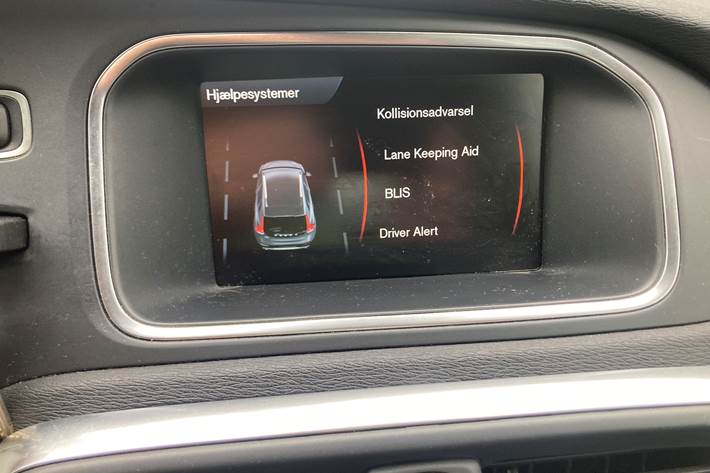 Hjælpesystemer
Kollisionsadvarsel
Lane Keeping Aid
BLIS
Driver Alert